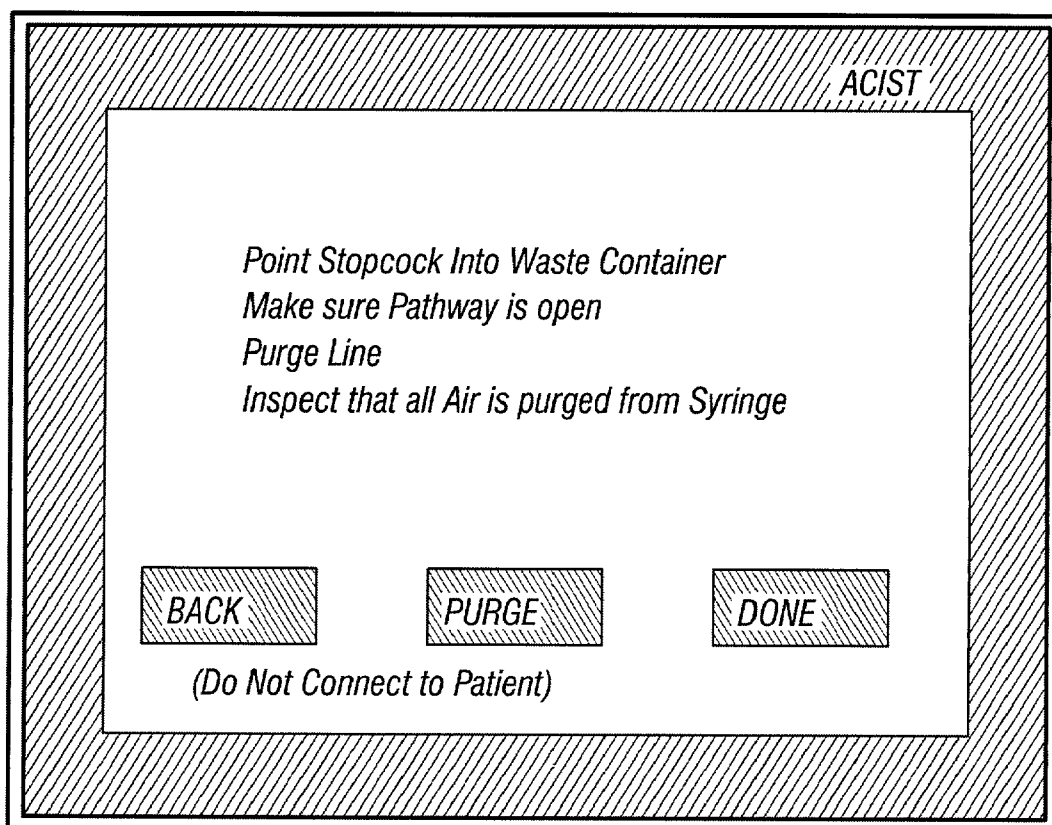 ACIST
Point Stopcock Into Waste Container
Make sure Pathway is open
Purge Line
Inspect that all Air is purged from Syringe
BACK PURGE DONE
(Do Not Connect to Patient)